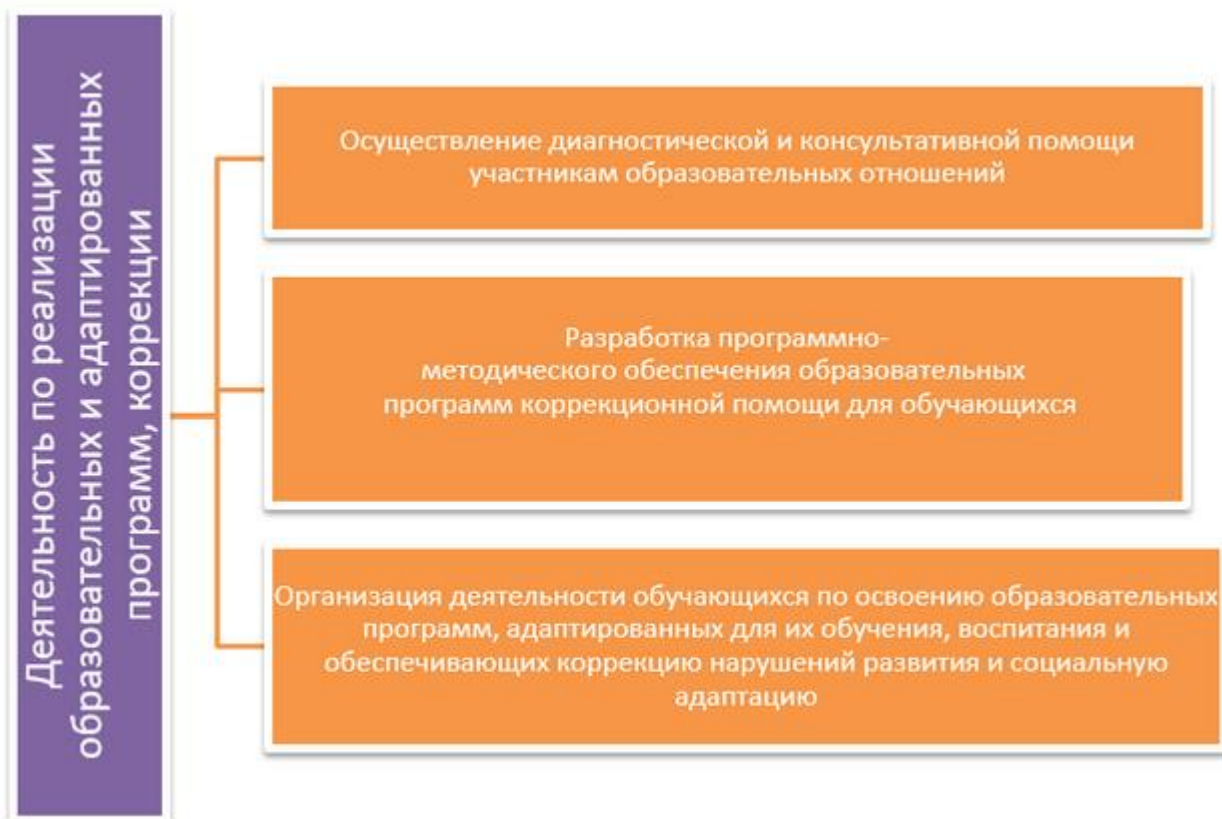 Деятельность по реализации
образовательных и адаптированных
программ, коррекции
Осуществление диагностической и консультативной помощи
участникам образовательных отношений
Разработка программно-
методического обеспечения образовательных
программ коррекционной помощи для обучающихся
Организация деятельности обучающихся по освоению образовательных
программ, адаптированных для их обучения, воспитания и
обеспечивающих коррекцию нарушений развития и социальную
адаптацию